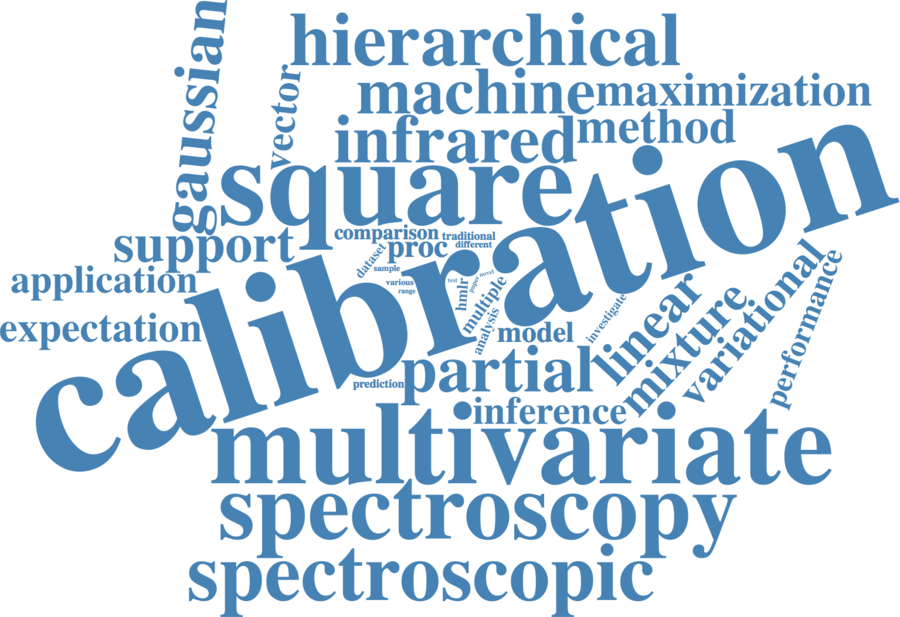 gaussian
hierarchical
vector
machine
maximization
infrared
method
square
support
comparison
traditional
proc
different
dataset
sample
application
various
range
test
paper
novel
hmlr
multiple
analysis
calibration
expectation
model
investigate
linear
mixture
variational
performance
partial
prediction
inference
multivariate
spectroscopy
spectroscopic